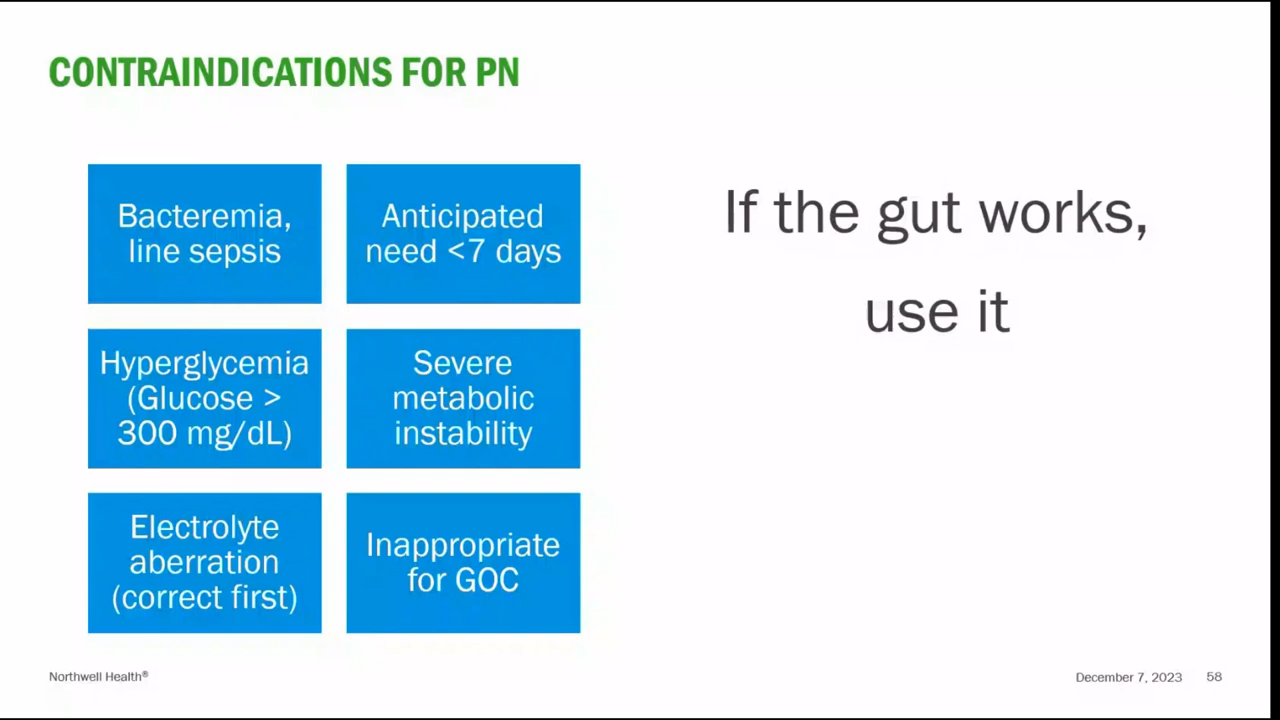 CONTRAINDICATIONS FOR PN
Bacteremia,
line sepsis
Anticipated
need <7 days
Hyperglycemia
(Glucose >
300 mg/dL)
Severe
metabolic
instability
Electrolyte
aberration
(correct first)
Inappropriate
for GOC
If the gut works,
use it
Northwell Health®
December 7, 2023 58